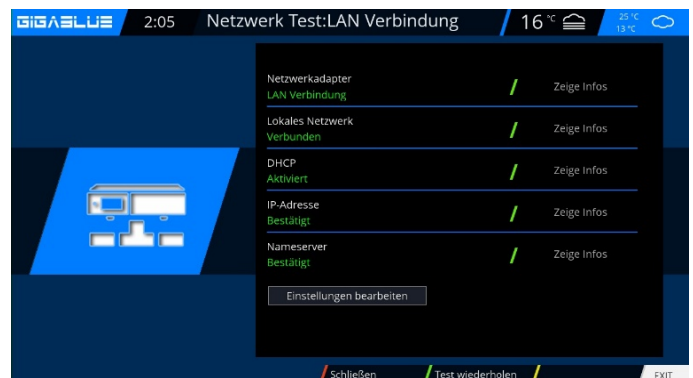 GIGABLUE 2:05 Netzwerk Test:LAN Verbindung 16 °C 25 °C
13 °C
Netzwerkadapter
LAN Verbindung Zeige Infos
Lokales Netzwerk
Verbunden Zeige Infos
DHCP
Aktiviert Zeige Infos
IP-Adresse
Bestätigt Zeige Infos
Nameserver
Bestätigt Zeige Infos
Einstellungen bearbeiten
Schließen Test wiederholen EXIT